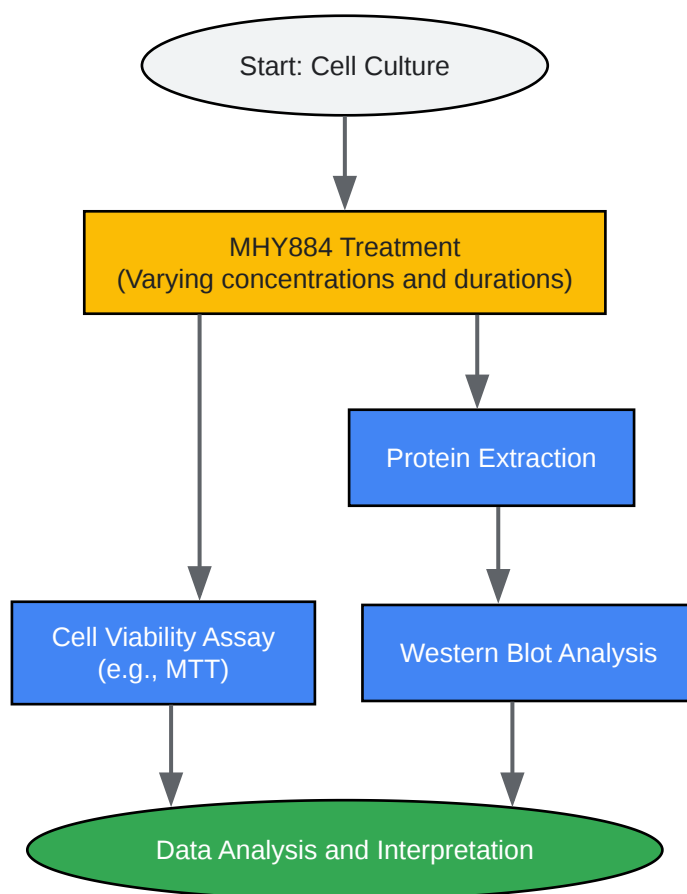 Start: Cell Culture
MHY884 Treatment
(Varying concentrations and durations)
Protein Extraction
Cell Viability Assay
(e.g., MTT)
Western Blot Analysis
Data Analysis and Interpretation